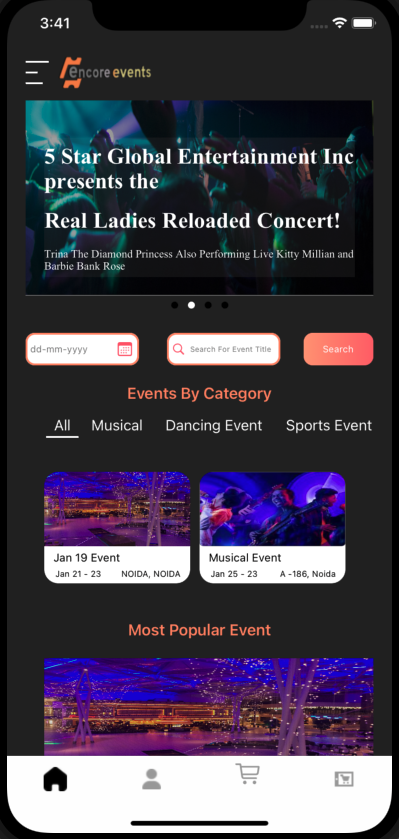 3:41
encore events
5 Star Global Entertainment Inc
presents the
Real Ladies Reloaded Concert!
Trina The Diamond Princess Also Performing Live Kitty Millian and
Barbie Bank Rose
dd-mm-yyyy
Search For Event Title
Search
Events By Category
All Musical Dancing Event Sports Event
Jan 19 Event
Jan 21 - 23 NOIDA, NOIDA
Musical Event
Jan 25 - 23 A -186, Noida
Most Popular Event